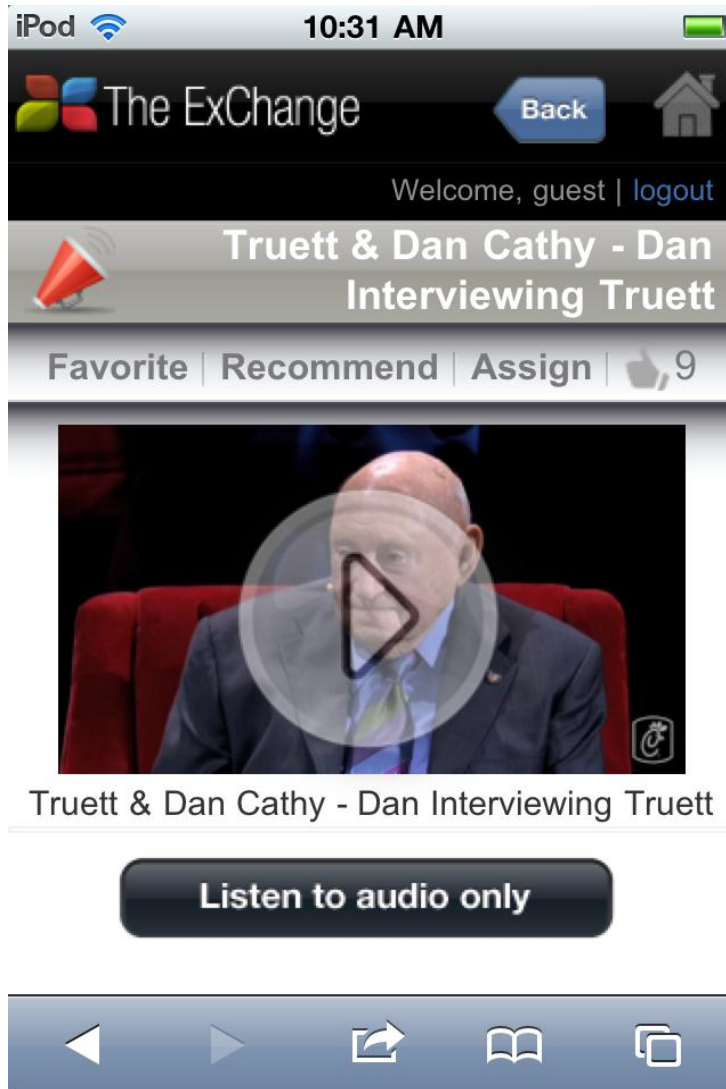 iPod 10:31 AM
The ExChange Back
Welcome, guest | logout
Truett & Dan Cathy - Dan
Interviewing Truett
Favorite | Recommend | Assign | 9
Truett & Dan Cathy - Dan Interviewing Truett
Listen to audio only